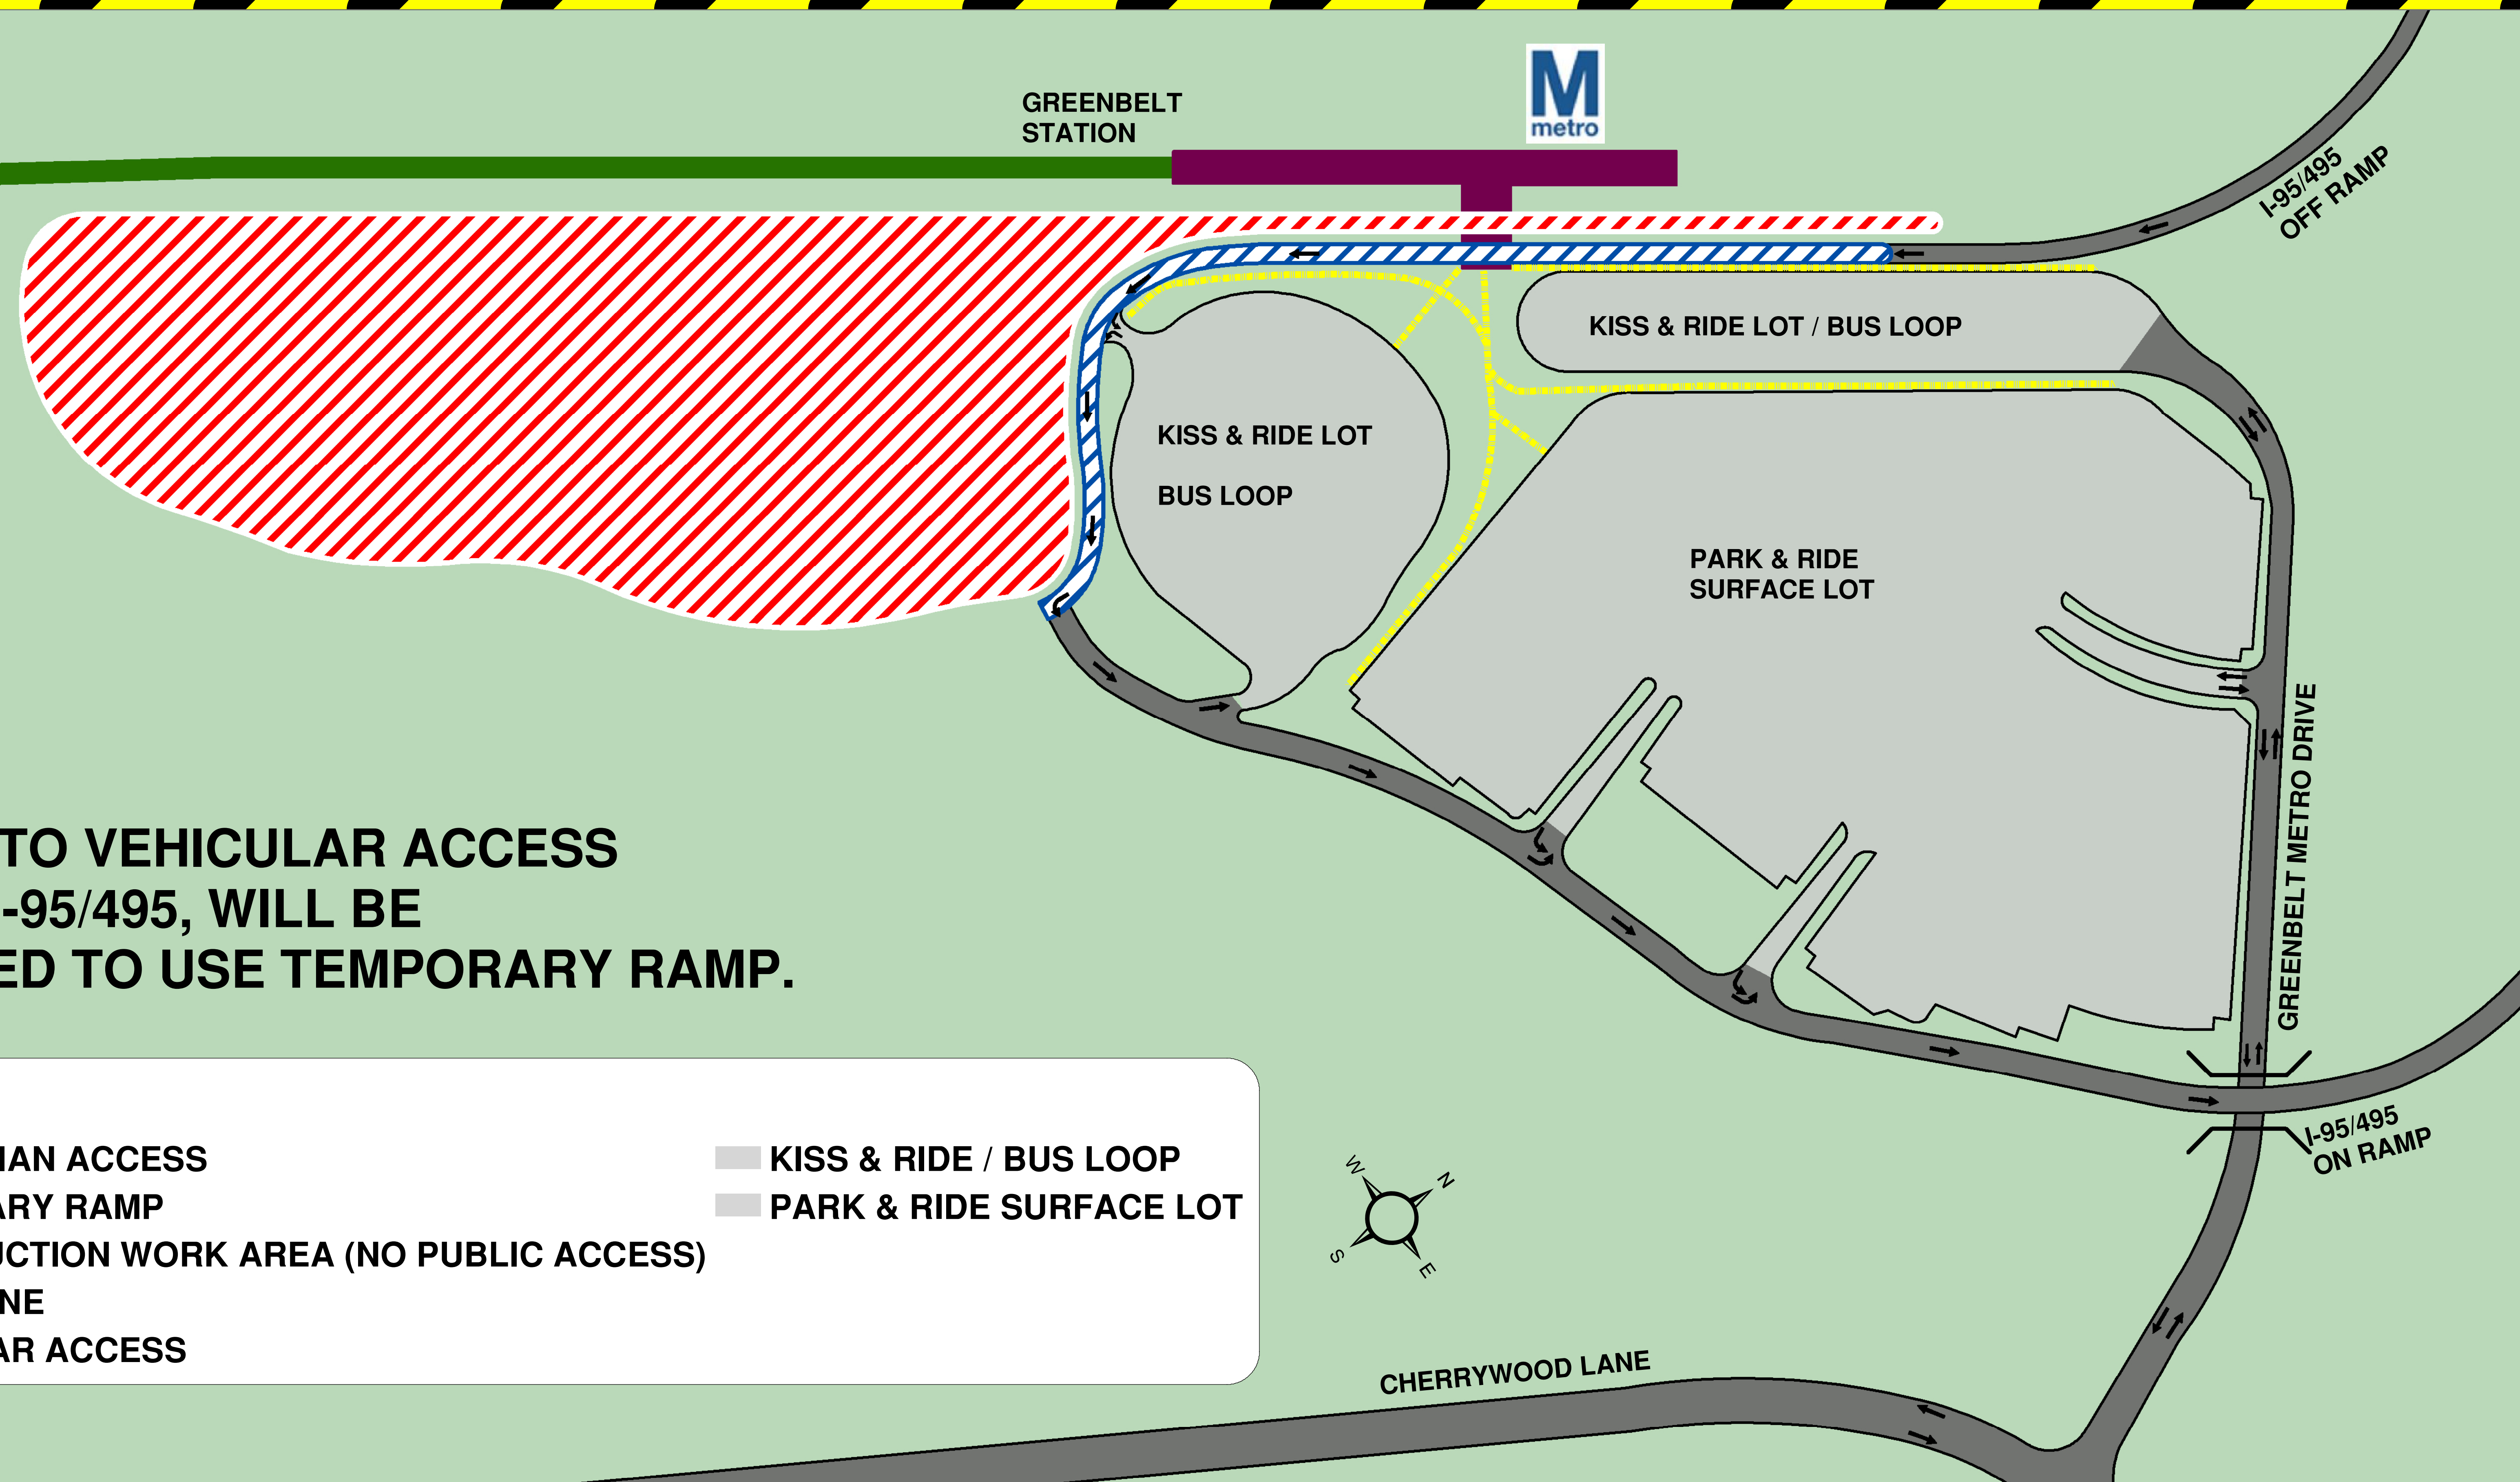 M
metro
GREENBELT
STATION
I-95/495
OFF RAMP
KISS & RIDE LOT / BUS LOOP
KISS & RIDE LOT
BUS LOOP
PARK & RIDE
SURFACE LOT
GREENBELT METRO DRIVE
TO VEHICULAR ACCESS
-95/495, WILL BE
ED TO USE TEMPORARY RAMP.
I-95/495
ON RAMP
IAN ACCESS
ARY RAMP
UCTION WORK AREA (NO PUBLIC ACCESS)
NE
AR ACCESS
KISS & RIDE / BUS LOOP
PARK & RIDE SURFACE LOT
W
N
S
E
CHERRYWOOD LANE